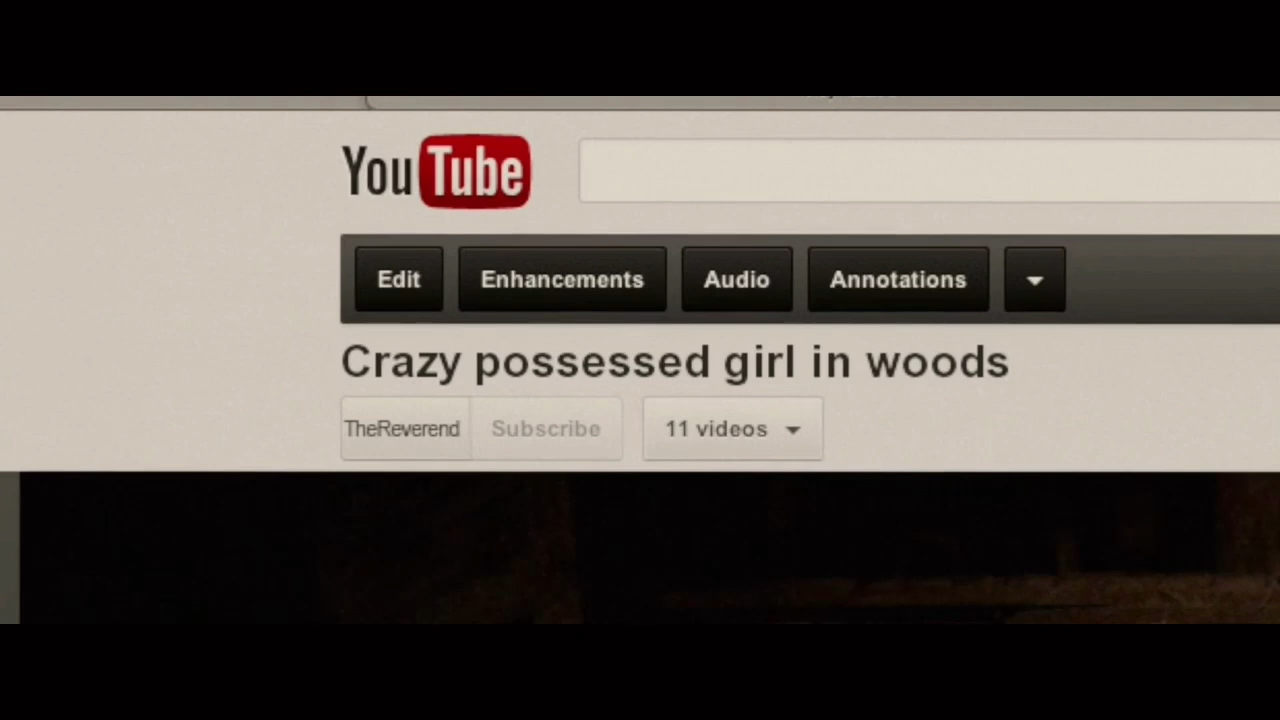 YouTube
Edit Enhancements Audio Annotations
Crazy possessed girl in woods
TheReverend Subscribe 11 videos